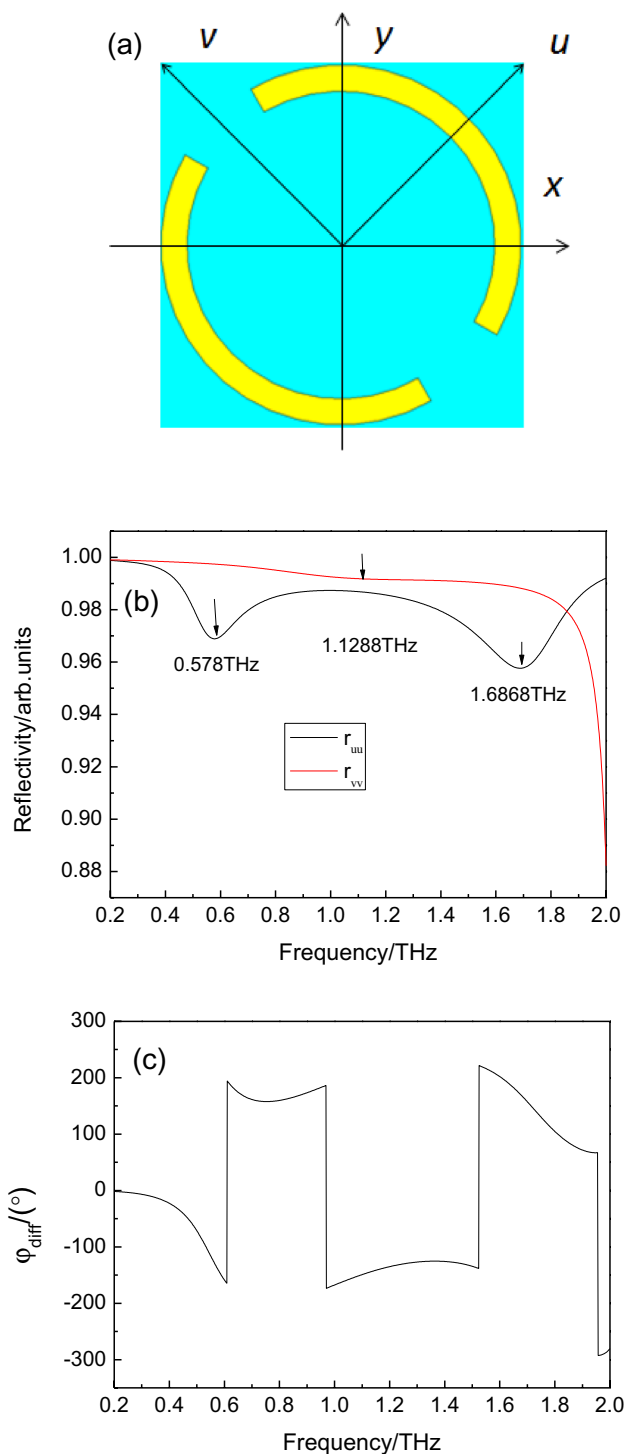 (a)
v
y
u
x
(b)
1.00
0.98
0.96
0.94
0.92
0.90
0.88
0.578THz
1.1288THz
1.6868THz
r_uu
r_vv
Reflectivity/arb.units
0.2 0.4 0.6 0.8 1.0 1.2 1.4 1.6 1.8 2.0
Frequency/THz
(c)
300
200
100
0
-100
-200
-300
φ_diff/(°)
0.2 0.4 0.6 0.8 1.0 1.2 1.4 1.6 1.8 2.0
Frequency/THz